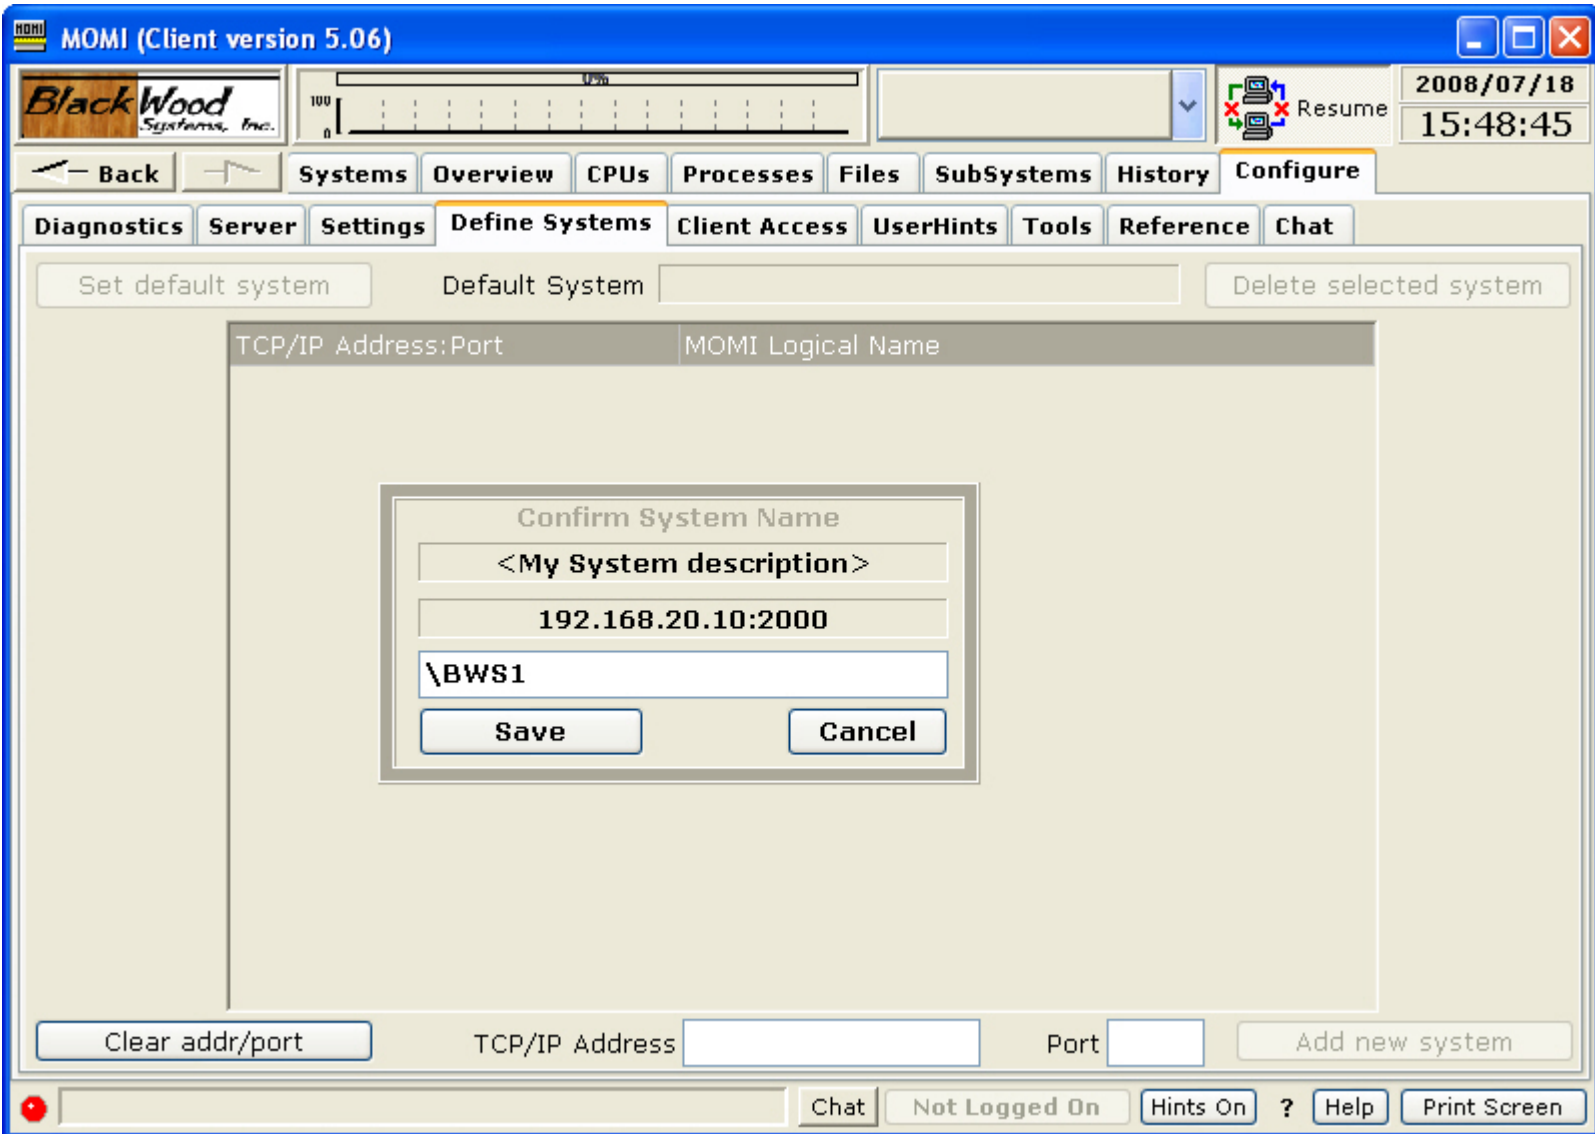 MOMI MOMI (Client version 5.06)
BlackWood Systems, Inc.
0%
100
0
Resume
2008/07/18
15:48:45
Back Systems Overview CPUs Processes Files SubSystems History Configure
Diagnostics Server Settings Define Systems Client Access UserHints Tools Reference Chat
Set default system Default System Delete selected system
TCP/IP Address:Port MOMI Logical Name
Confirm System Name
<My System description>
192.168.20.10:2000
\BWS1
Save Cancel
Clear addr/port TCP/IP Address Port Add new system
Chat Not Logged On Hints On ? Help Print Screen